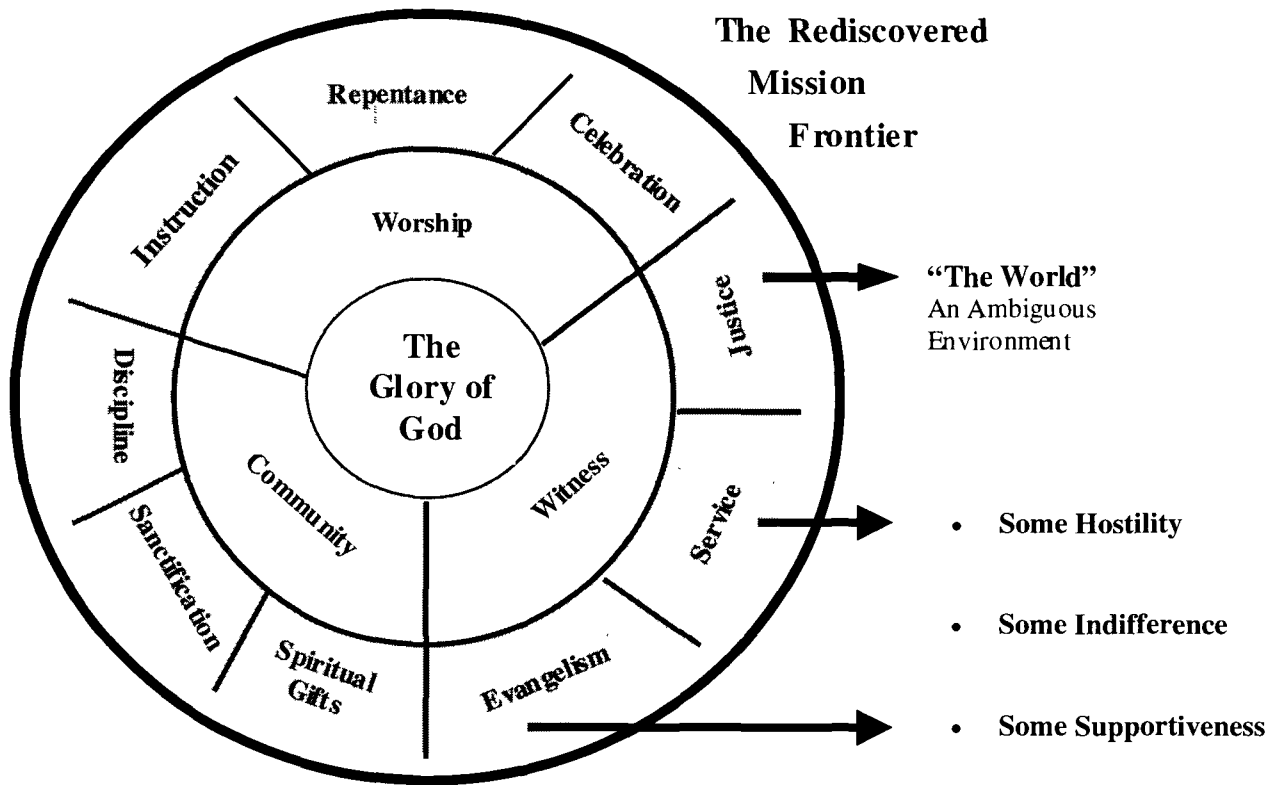 The Rediscovered
Mission
Frontier
Repentance
Celebration
Instruction
Worship
Justice
"The World"
An Ambiguous
Environment
The
Glory of
God
Discipline
Community
Witness
Service
Sanctification
Spiritual
Gifts
Evangelism
• Some Hostility
• Some Indifference
• Some Supportiveness